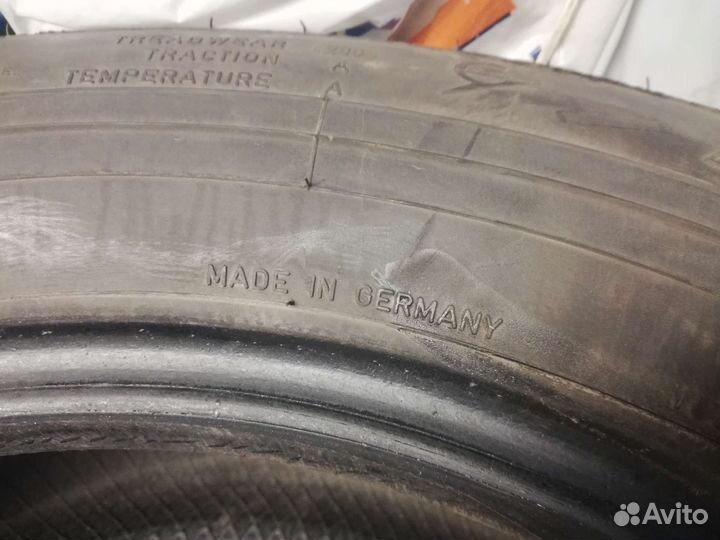 TREADWEAR
TRACTION A
TEMPERATURE A
MADE IN GERMANY
Avito